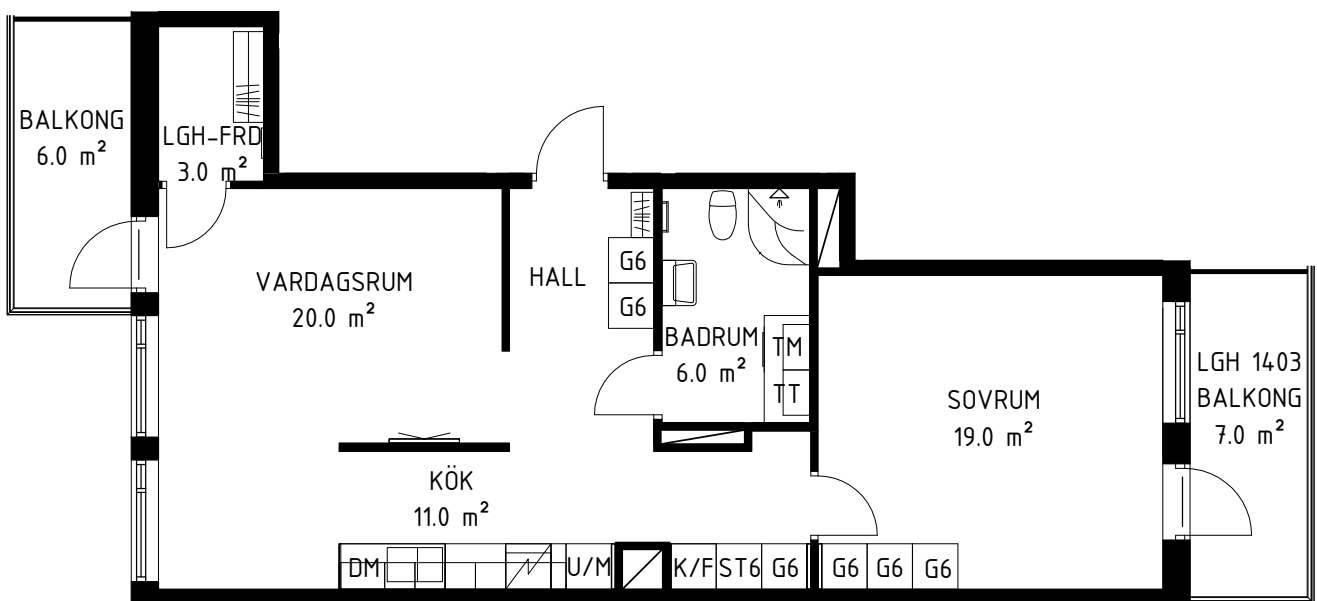 BALKONG
6.0 m²
LGH-FRD
3.0 m²
VARDAGSRUM
20.0 m²
HALL
G6
G6
BADRUM
6.0 m²
TM
TT
SOVRUM
19.0 m²
LGH 1403
BALKONG
7.0 m²
KÖK
11.0 m²
DM
U/M
K/F
ST6
G6
G6
G6
G6